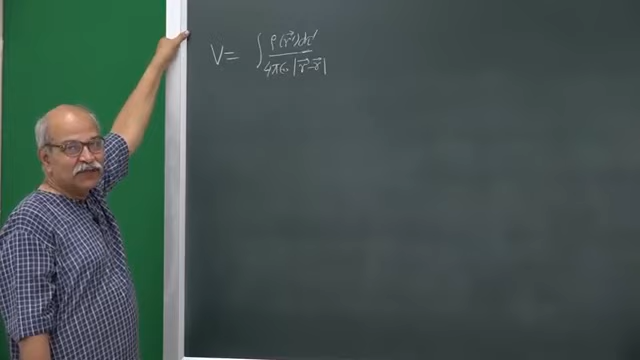 V = ∫ ρ(r⃗')dτ' / 4πε₀ |r⃗-r⃗'|